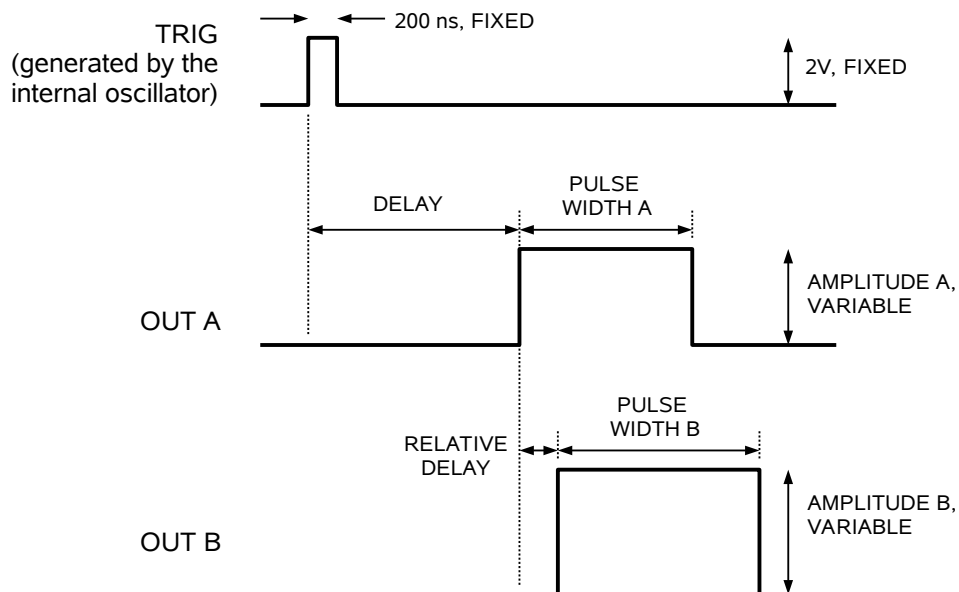 200 ns, FIXED
TRIG
(generated by the
internal oscillator)
2V, FIXED
DELAY
PULSE
WIDTH A
AMPLITUDE A,
VARIABLE
OUT A
PULSE
WIDTH B
RELATIVE
DELAY
AMPLITUDE B,
VARIABLE
OUT B